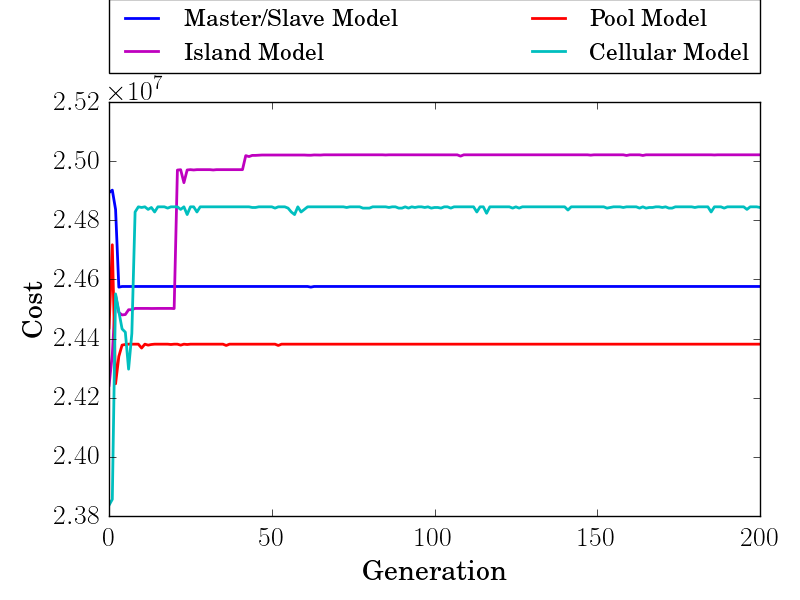 Master/Slave Model Pool Model
Island Model Cellular Model
×10⁷
2.52
2.50
2.48
2.46
2.44
2.42
2.40
2.38
Cost
0 50 100 150 200
Generation